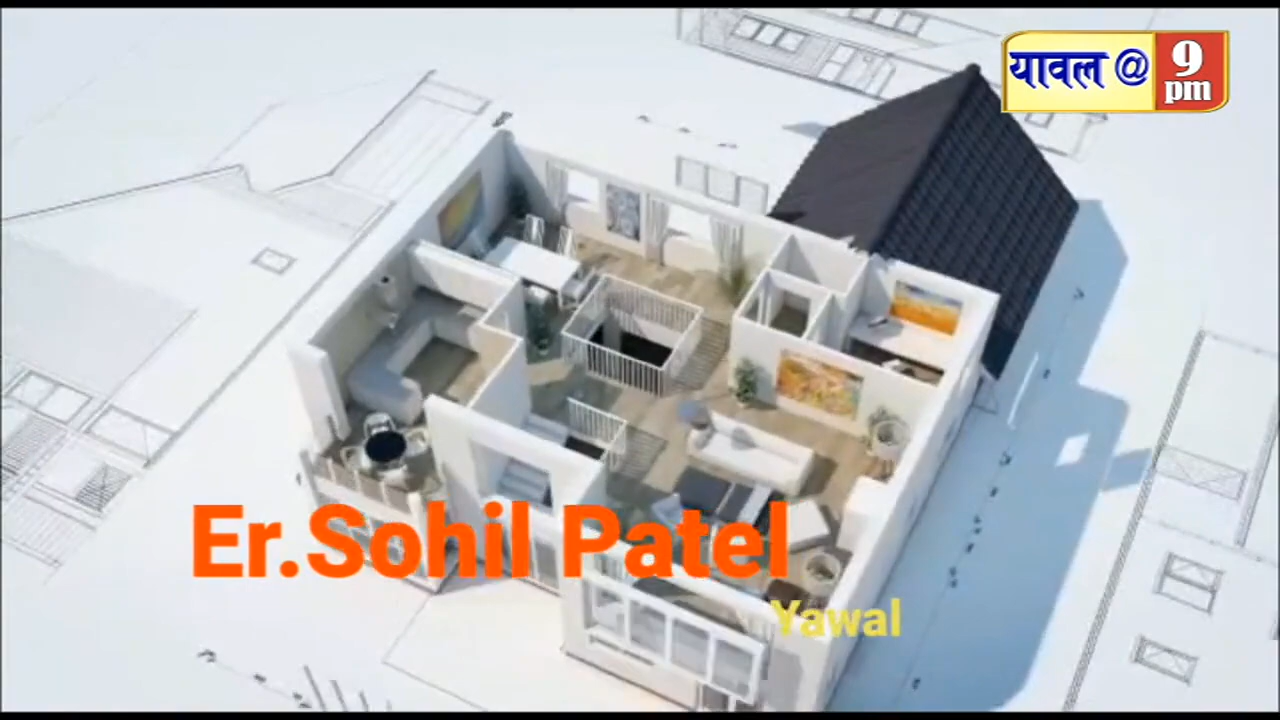 यावल @ 9 pm
Er.Sohil Patel
Yawal